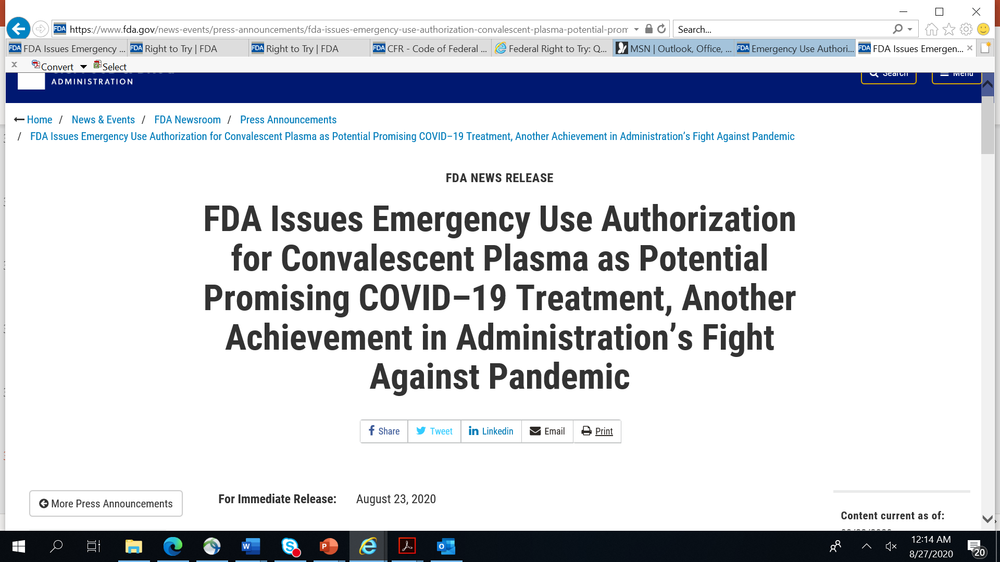 https://www.fda.gov/news-events/press-announcements/fda-issues-emergency-use-authorization-convalescent-plasma-potential-prom
Search...
FDA Issues Emergency ...
Right to Try | FDA
Right to Try | FDA
CFR - Code of Federal ...
Federal Right to Try: Q...
MSN | Outlook, Office, ...
Emergency Use Authori...
FDA Issues Emergen...
x Convert Select
ADMINISTRATION
Search
Menu
Home / News & Events / FDA Newsroom / Press Announcements
/ FDA Issues Emergency Use Authorization for Convalescent Plasma as Potential Promising COVID–19 Treatment, Another Achievement in Administration’s Fight Against Pandemic
FDA NEWS RELEASE
FDA Issues Emergency Use Authorization
for Convalescent Plasma as Potential
Promising COVID–19 Treatment, Another
Achievement in Administration’s Fight
Against Pandemic
Share Tweet Linkedin Email Print
More Press Announcements
For Immediate Release: August 23, 2020
Content current as of:
12:14 AM
8/27/2020
20